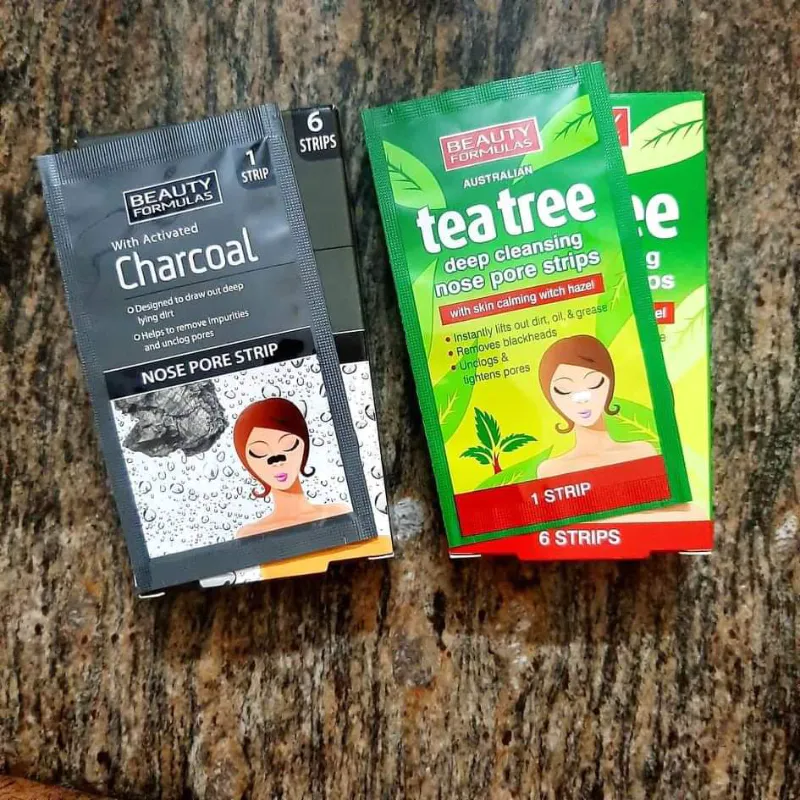 6
STRIPS
1
STRIP
BEAUTY
FORMULAS
With Activated
Charcoal
Designed to draw out deep
lying dirt
Helps to remove impurities
and unclog pores
NOSE PORE STRIP
BEAUTY
FORMULAS
AUSTRALIAN
tea tree
deep cleansing
nose pore strips
with skin calming witch hazel
• Instantly lifts out dirt, oil, & grease
• Removes blackheads
• Unclogs &
tightens pores
1 STRIP
Y
ee
g
ps
el
e
6 STRIPS